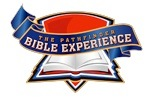 THE PATHFINDER
BIBLE EXPERIENCE